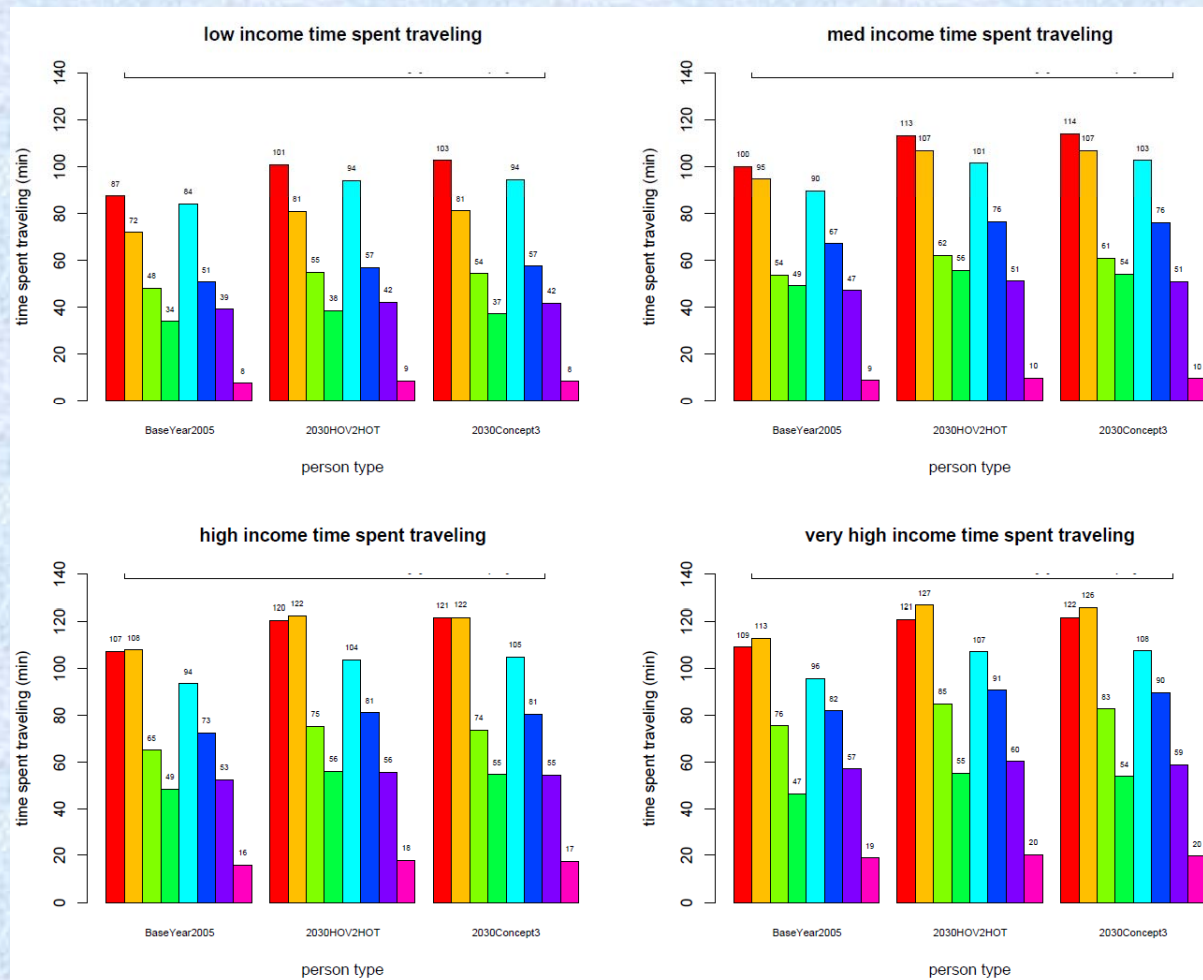 low income time spent traveling
time spent traveling (min)
0 20 40 60 80 100 120 140
87 72 48 34 84 51 39 8
101 81 55 38 94 57 42 9
103 81 54 37 94 57 42 8
BaseYear2005 2030HOV2HOT 2030Concept3
person type
med income time spent traveling
time spent traveling (min)
0 20 40 60 80 100 120 140
100 95 54 49 90 67 47 9
113 107 62 56 101 76 51 10
114 107 61 54 103 76 51 10
BaseYear2005 2030HOV2HOT 2030Concept3
person type
high income time spent traveling
time spent traveling (min)
0 20 40 60 80 100 120 140
107 108 65 49 94 73 53 16
120 122 75 56 104 81 56 18
121 122 74 55 105 81 55 17
BaseYear2005 2030HOV2HOT 2030Concept3
person type
very high income time spent traveling
time spent traveling (min)
0 20 40 60 80 100 120 140
109 113 76 47 96 82 57 19
121 127 85 55 107 91 60 20
122 126 83 54 108 90 59 20
BaseYear2005 2030HOV2HOT 2030Concept3
person type